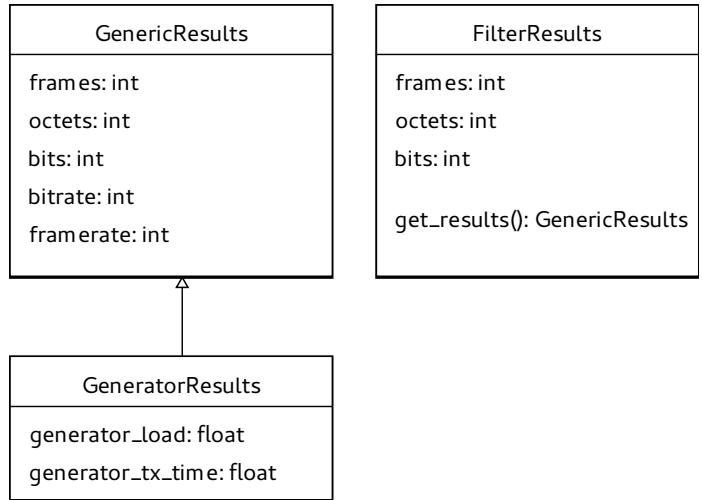 GenericResults
frames: int
octets: int
bits: int
bitrate: int
framerate: int
FilterResults
frames: int
octets: int
bits: int
get_results(): GenericResults
GeneratorResults
generator_load: float
generator_tx_time: float